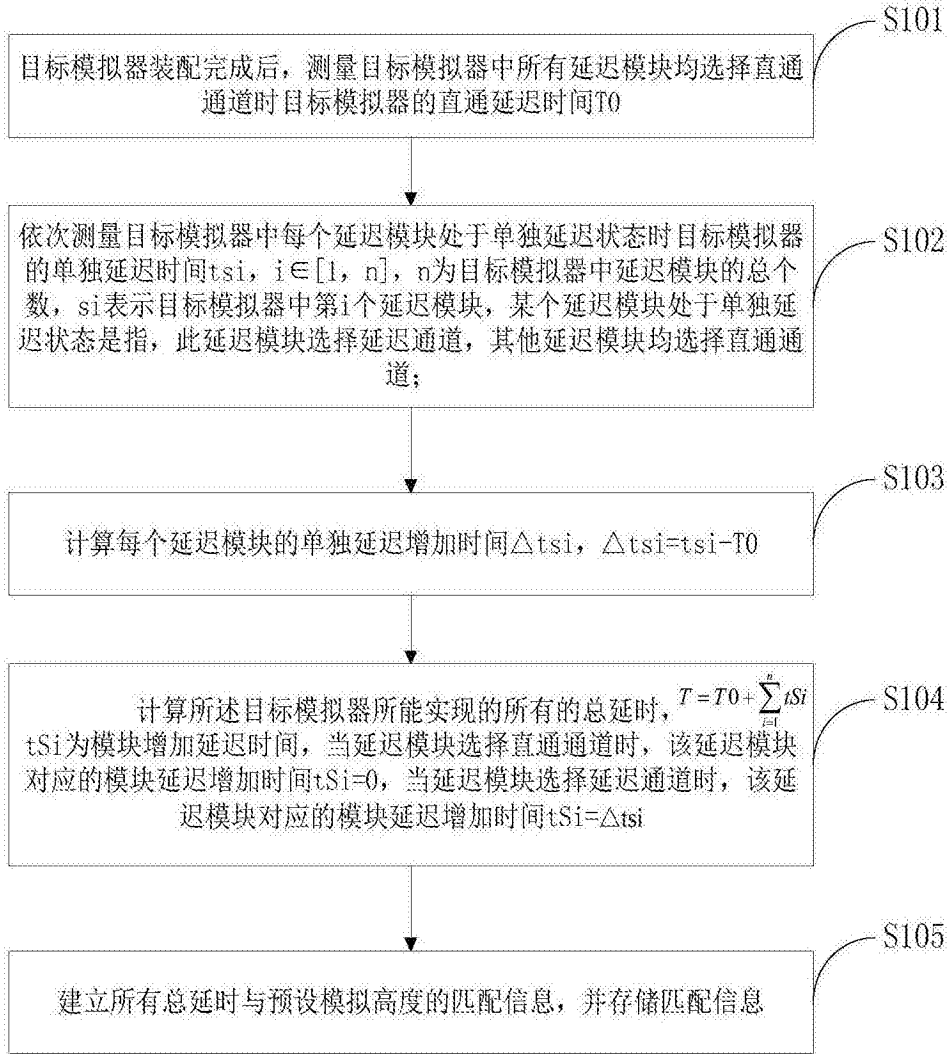 S101
目标模拟器装配完成后，测量目标模拟器中所有延迟模块均选择直通
通道时目标模拟器的直通延迟时间T0
S102
依次测量目标模拟器中每个延迟模块处于单独延迟状态时目标模拟器
的单独延迟时间tsi，i∈[1, n]，n为目标模拟器中延迟模块的总个
数，si表示目标模拟器中第i个延迟模块，某个延迟模块处于单独延
迟状态是指，此延迟模块选择延迟通道，其他延迟模块均选择直通通
道；
S103
计算每个延迟模块的单独延迟增加时间△tsi，△tsi=tsi-T0
S104
计算所述目标模拟器所能实现的所有的总延时，T=T0+∑_{i=1}^{n}tSi
tSi为模块增加延迟时间，当延迟模块选择直通通道时，该延迟模块
对应的模块延迟增加时间tSi=0，当延迟模块选择延迟通道时，该延
迟模块对应的模块延迟增加时间tSi=△tsi
S105
建立所有总延时与预设模拟高度的匹配信息，并存储匹配信息